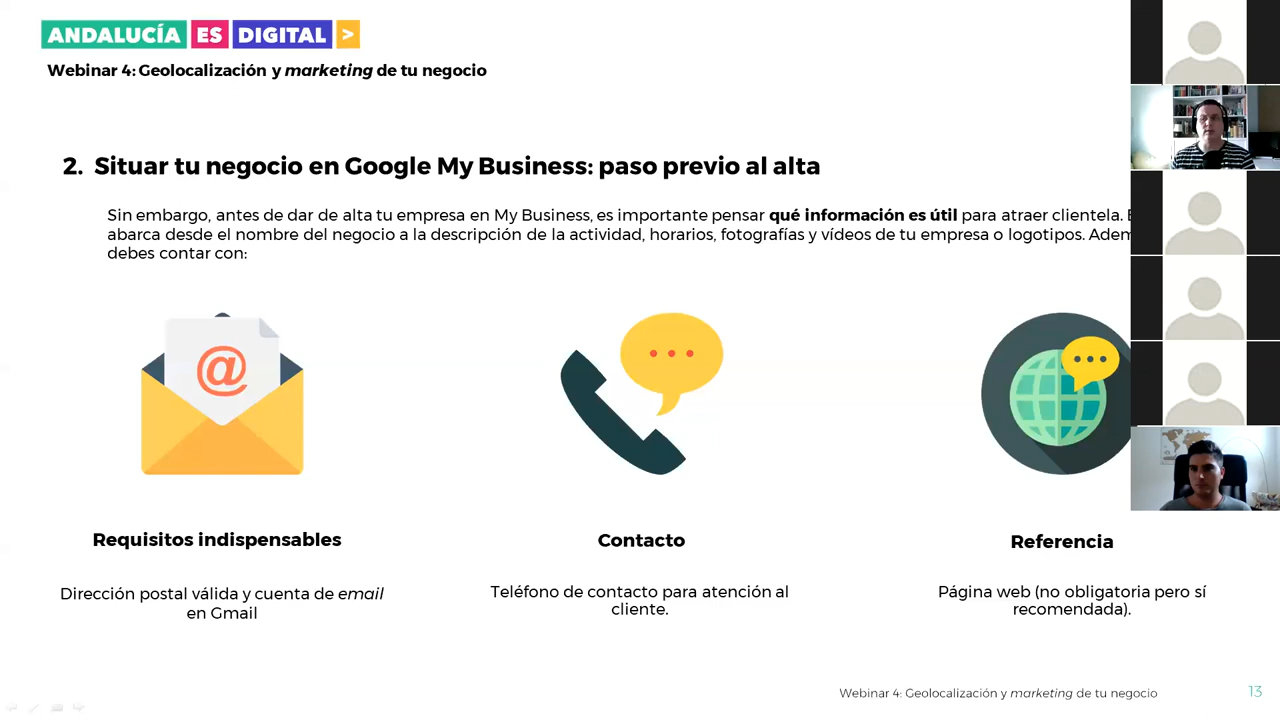 ANDALUCÍA ES DIGITAL >
Webinar 4: Geolocalización y marketing de tu negocio
2. Situar tu negocio en Google My Business: paso previo al alta
Sin embargo, antes de dar de alta tu empresa en My Business, es importante pensar qué información es útil para atraer clientela.
abarca desde el nombre del negocio a la descripción de la actividad, horarios, fotografías y vídeos de tu empresa o logotipos.
debes contar con:
@
Requisitos indispensables
Contacto
Referencia
Dirección postal válida y cuenta de email
en Gmail
Teléfono de contacto para atención al
cliente.
Página web (no obligatoria pero sí
recomendada).
Webinar 4: Geolocalización y marketing de tu negocio
13